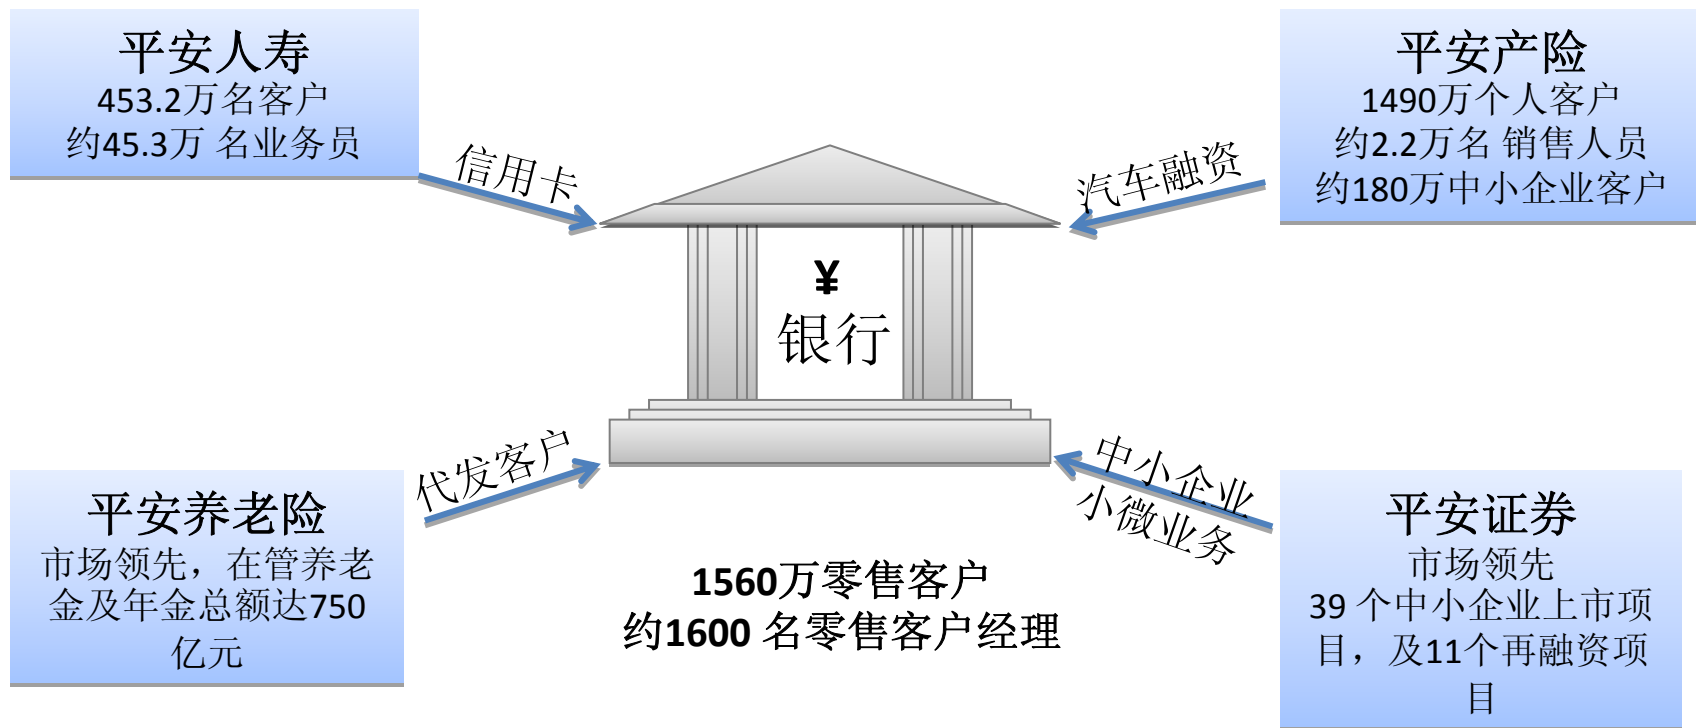 平安人寿
453.2万名客户
约45.3万 名业务员
信用卡
平安产险
1490万个人客户
约2.2万名 销售人员
约180万中小企业客户
汽车融资
¥
银行
平安养老险
市场领先，在管养老
金及年金总额达750
亿元
代发客户
1560万零售客户
约1600 名零售客户经理
中小企业
小微业务
平安证券
市场领先
39 个中小企业上市项
目，及11个再融资项
目